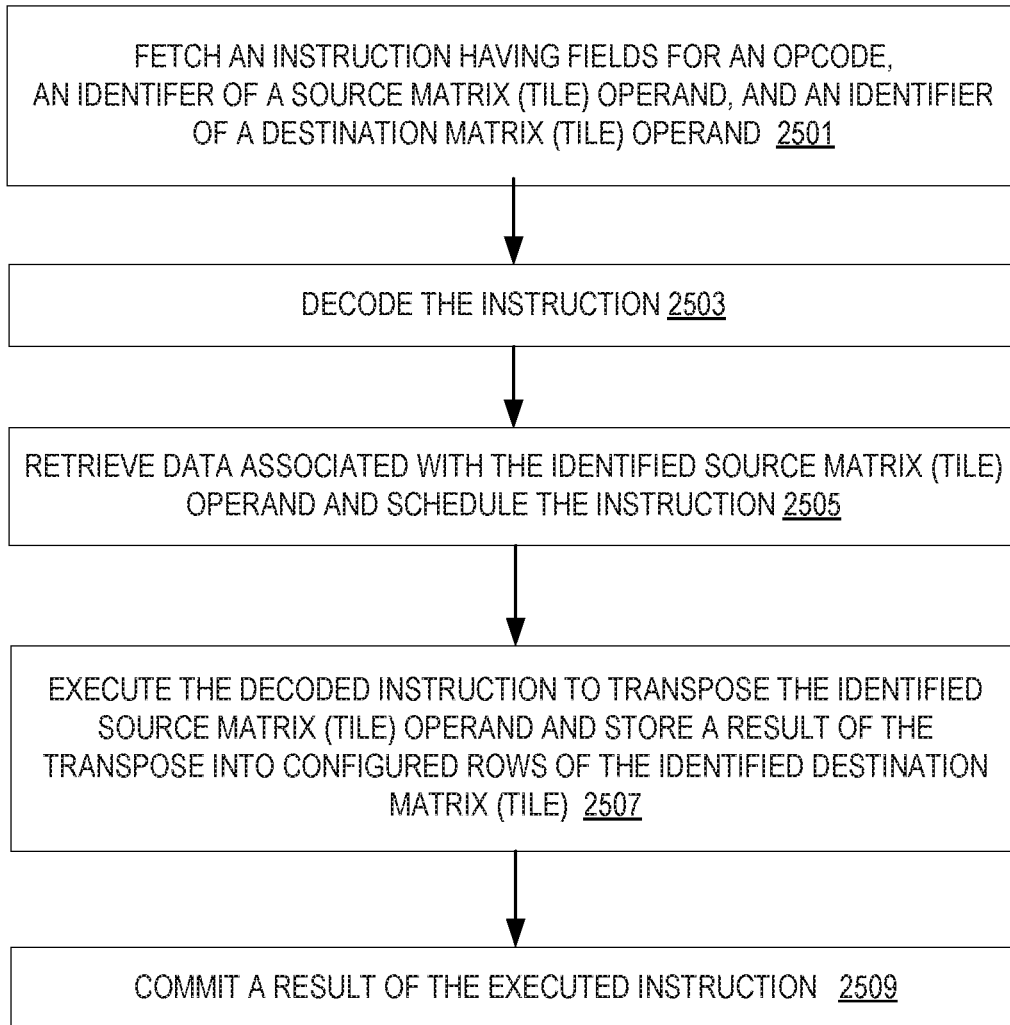 FETCH AN INSTRUCTION HAVING FIELDS FOR AN OPCODE,
AN IDENTIFER OF A SOURCE MATRIX (TILE) OPERAND, AND AN IDENTIFIER
OF A DESTINATION MATRIX (TILE) OPERAND 2501
DECODE THE INSTRUCTION 2503
RETRIEVE DATA ASSOCIATED WITH THE IDENTIFIED SOURCE MATRIX (TILE)
OPERAND AND SCHEDULE THE INSTRUCTION 2505
EXECUTE THE DECODED INSTRUCTION TO TRANSPOSE THE IDENTIFIED
SOURCE MATRIX (TILE) OPERAND AND STORE A RESULT OF THE
TRANSPOSE INTO CONFIGURED ROWS OF THE IDENTIFIED DESTINATION
MATRIX (TILE) 2507
COMMIT A RESULT OF THE EXECUTED INSTRUCTION 2509